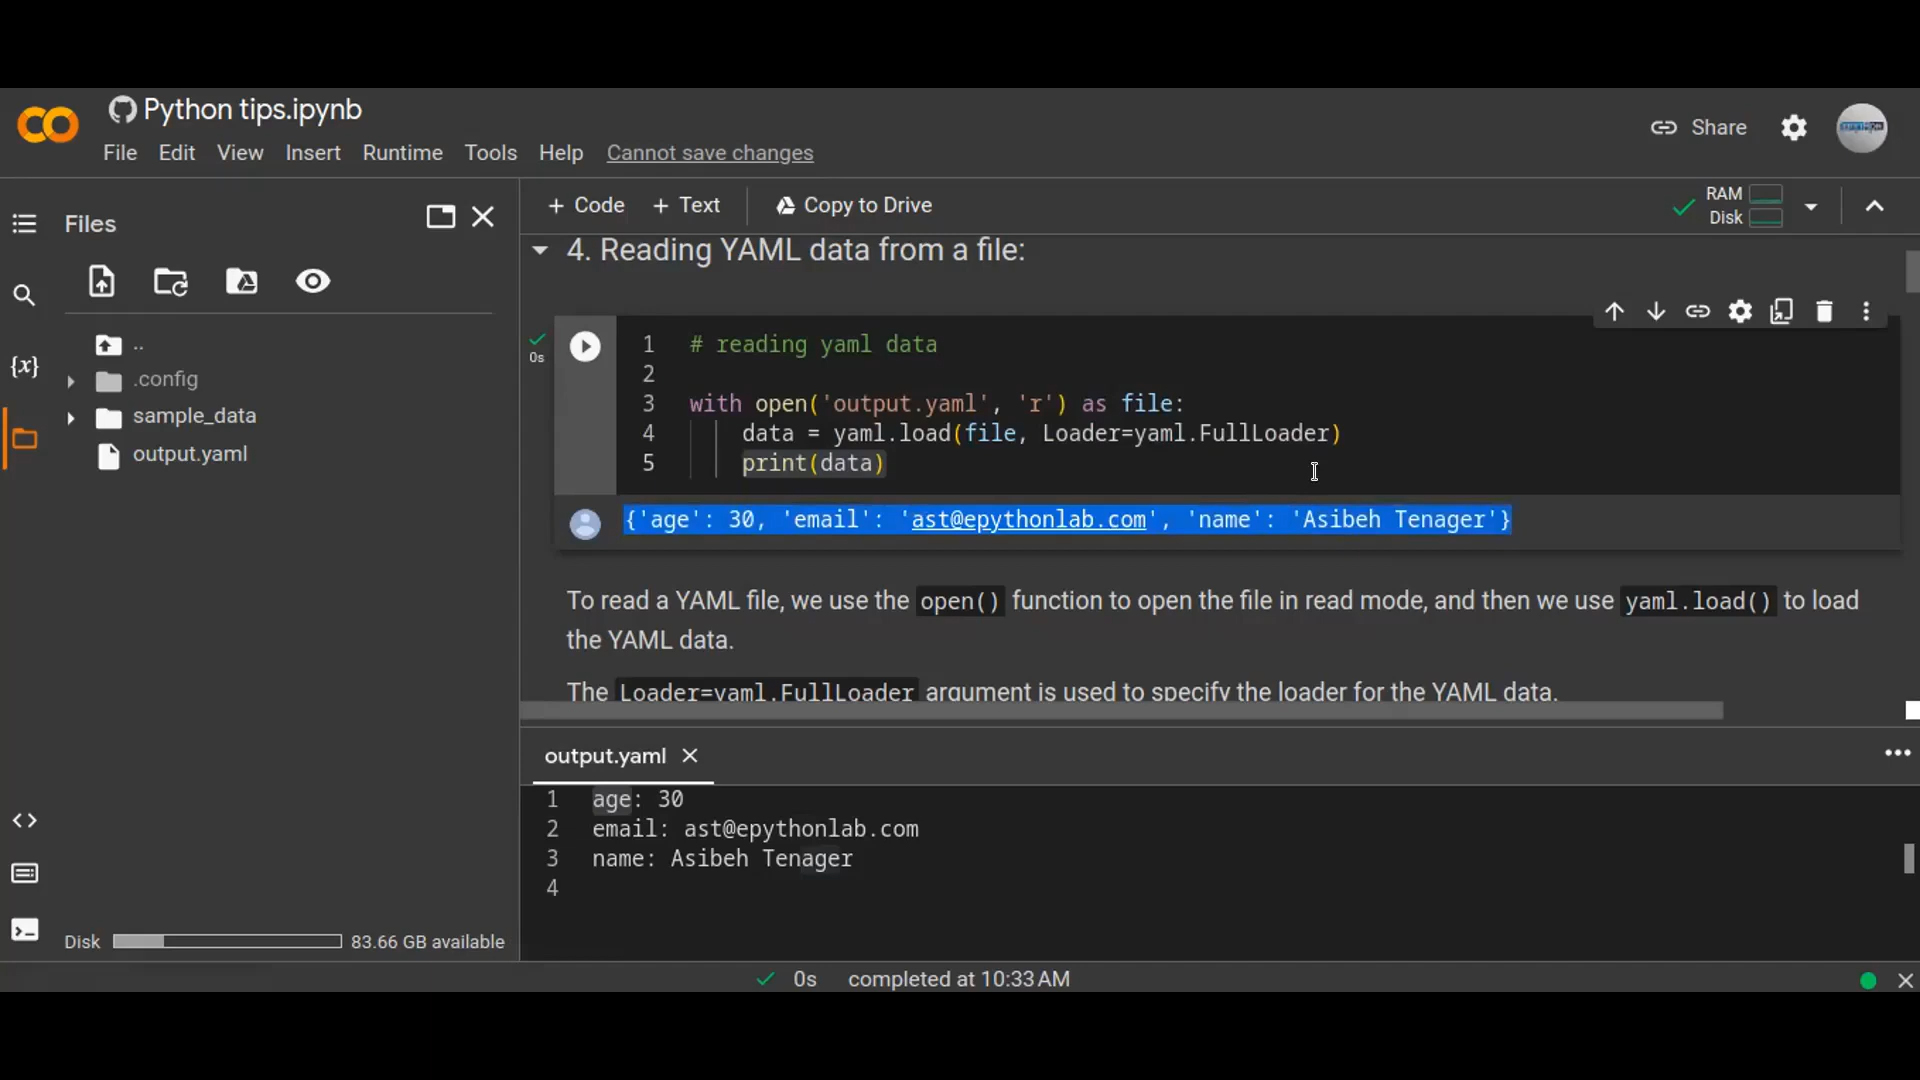 Python tips.ipynb
File Edit View Insert Runtime Tools Help Cannot save changes
Share
Files
+ Code + Text Copy to Drive
RAM
Disk
..
.config
sample_data
output.yaml
{x}
Disk 83.66 GB available
4. Reading YAML data from a file:
0s
1 # reading yaml data
2
3 with open('output.yaml', 'r') as file:
4 data = yaml.load(file, Loader=yaml.FullLoader)
5 print(data)
{'age': 30, 'email': 'ast@epythonlab.com', 'name': 'Asibeh Tenager'}
To read a YAML file, we use the open() function to open the file in read mode, and then we use yaml.load() to load
the YAML data.
The Loader=yaml.FullLoader argument is used to specify the loader for the YAML data.
output.yaml
1 age: 30
2 email: ast@epythonlab.com
3 name: Asibeh Tenager
4
0s completed at 10:33 AM